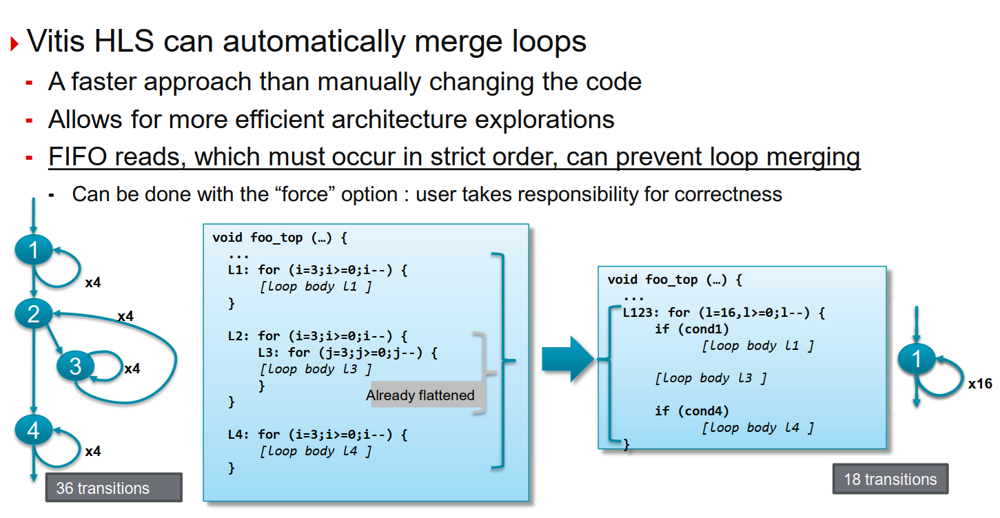 Vitis HLS can automatically merge loops
A faster approach than manually changing the code
Allows for more efficient architecture explorations
FIFO reads, which must occur in strict order, can prevent loop merging
Can be done with the “force” option : user takes responsibility for correctness
1
x4
2
x4
3
x4
4
x4
36 transitions
void foo_top (…) {
...
L1: for (i=3;i>=0;i--) {
[loop body l1 ]
}
L2: for (i=3;i>=0;i--) {
L3: for (j=3;j>=0;j--) {
[loop body l3 ]
}
Already flattened
}
L4: for (i=3;i>=0;i--) {
[loop body l4 ]
}
void foo_top (…) {
...
L123: for (l=16,l>=0;l--) {
if (cond1)
[loop body l1 ]
[loop body l3 ]
if (cond4)
[loop body l4 ]
}
1
x16
18 transitions